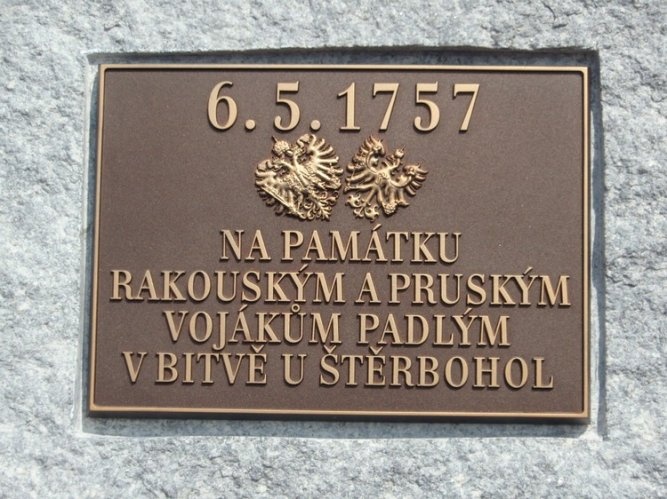 6.5.1757
NA PAMÁTKU
RAKOUSKÝM A PRUSKÝM
VOJÁKŮM PADLÝM
V BITVĚ U ŠTĚRBOHOL